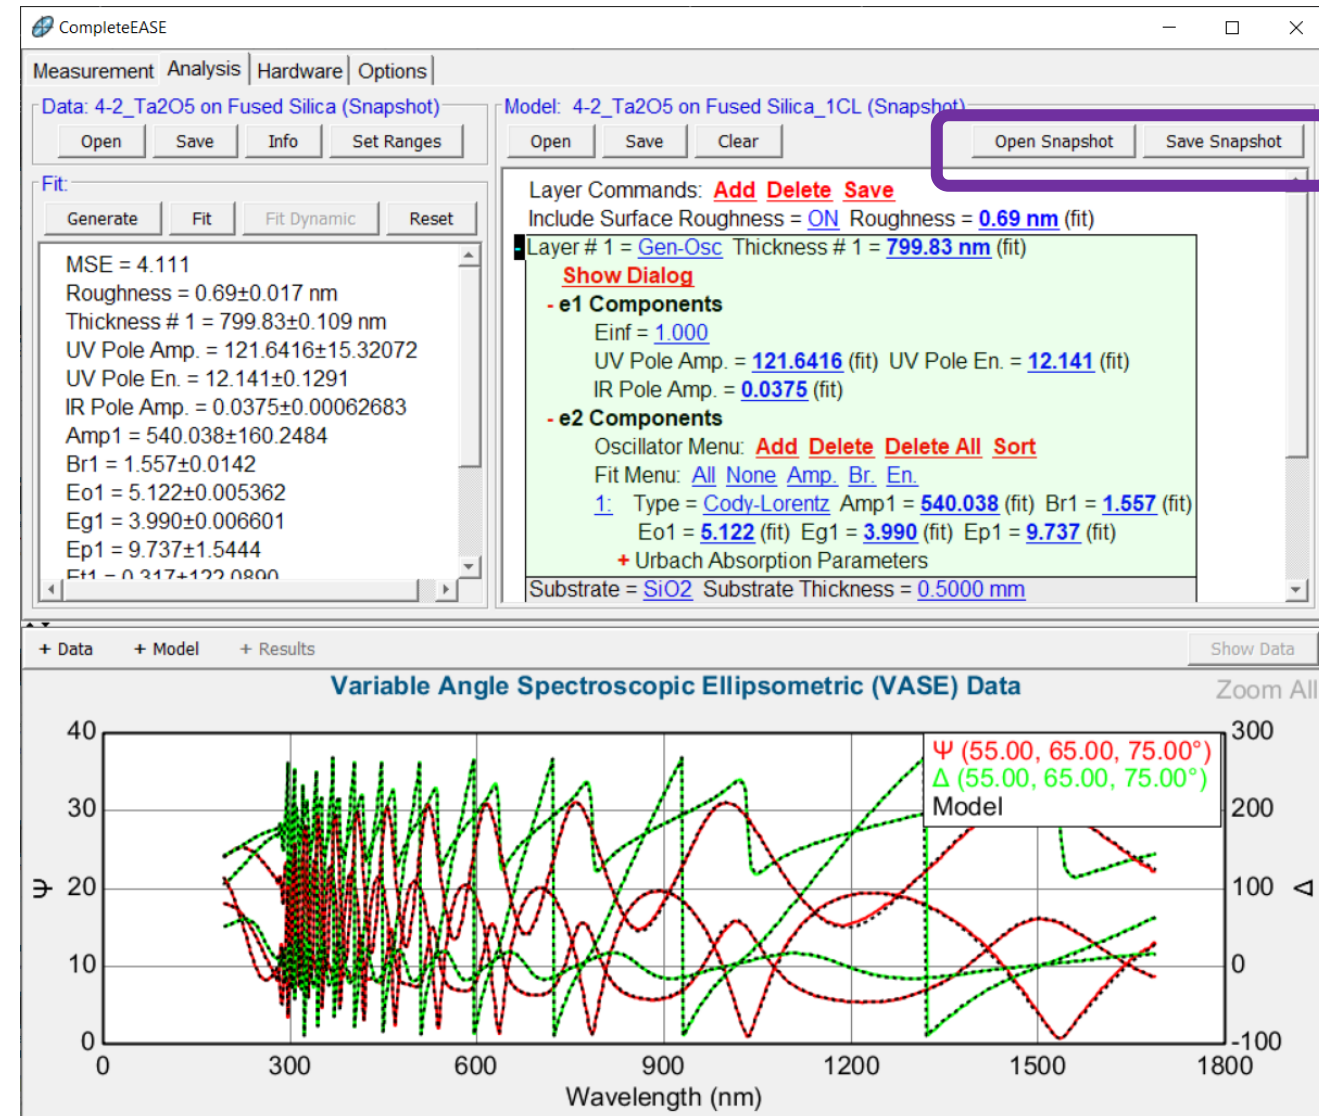 CompleteEASE
Measurement Analysis Hardware Options
Data: 4-2_Ta2O5 on Fused Silica (Snapshot)
Open Save Info Set Ranges
Fit:
Generate Fit Fit Dynamic Reset
MSE = 4.111
Roughness = 0.69±0.017 nm
Thickness # 1 = 799.83±0.109 nm
UV Pole Amp. = 121.6416±15.32072
UV Pole En. = 12.141±0.1291
IR Pole Amp. = 0.0375±0.00062683
Amp1 = 540.038±160.2484
Br1 = 1.557±0.0142
Eo1 = 5.122±0.005362
Eg1 = 3.990±0.006601
Ep1 = 9.737±1.5444
Et1 = 0.317±122.0890
Model: 4-2_Ta2O5 on Fused Silica_1CL (Snapshot)
Open Save Clear Open Snapshot Save Snapshot
Layer Commands: Add Delete Save
Include Surface Roughness = ON Roughness = 0.69 nm (fit)
- Layer # 1 = Gen-Osc Thickness # 1 = 799.83 nm (fit)
Show Dialog
- e1 Components
Einf = 1.000
UV Pole Amp. = 121.6416 (fit) UV Pole En. = 12.141 (fit)
IR Pole Amp. = 0.0375 (fit)
- e2 Components
Oscillator Menu: Add Delete Delete All Sort
Fit Menu: All None Amp. Br. En.
1: Type = Cody-Lorentz Amp1 = 540.038 (fit) Br1 = 1.557 (fit)
Eo1 = 5.122 (fit) Eg1 = 3.990 (fit) Ep1 = 9.737 (fit)
+ Urbach Absorption Parameters
Substrate = SiO2 Substrate Thickness = 0.5000 mm
+ Data + Model + Results Show Data
Variable Angle Spectroscopic Ellipsometric (VASE) Data
Zoom All
40 300
Ψ (55.00, 65.00, 75.00°)
Δ (55.00, 65.00, 75.00°)
Model
30 200
Ψ 20 100 Δ
10 0
0 -100
0 300 600 900 1200 1500 1800
Wavelength (nm)